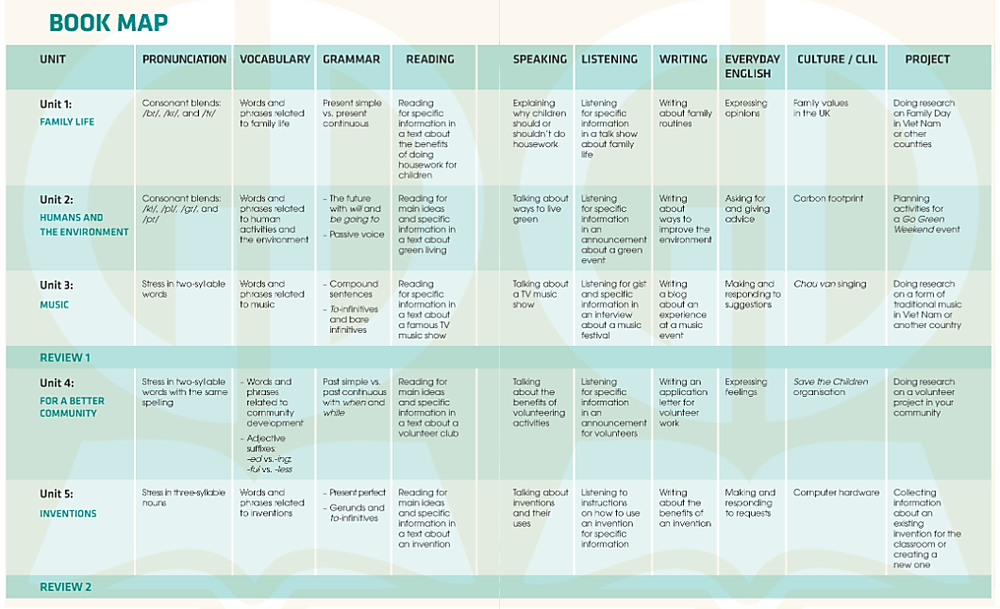 BOOK MAP
UNIT
PRONUNCIATION
VOCABULARY
GRAMMAR
READING
SPEAKING
LISTENING
WRITING
EVERYDAY
ENGLISH
CULTURE / CLIL
PROJECT
Unit 1:
FAMILY LIFE
Consonant blends:
/br/, /kr/, and /tr/
Words and
phrases related
to family life
Present simple
vs. present
continuous
Reading
for specific
information in
a text about
the benefits
of doing
housework for
children
Explaining
why children
should or
shouldn't do
housework
Listening
for specific
information
in a talk show
about family
life
Writing
about family
routines
Expressing
opinions
Family values
in the UK
Doing research
on Family Day
in Viet Nam
or other
countries
Unit 2:
HUMANS AND
THE ENVIRONMENT
Consonant blends:
/kl/, /pl/, /gr/, and
/pr/
Words and
phrases related
to human
activities and
the environment
- The future
with will and
be going to
- Passive voice
Reading for
main ideas
and specific
information in
a text about
green living
Talking about
ways to live
green
Listening
for specific
information
in an
announcement
about a green
event
Writing
about
ways to
improve the
environment
Asking for
and giving
advice
Carbon footprint
Planning
activities for
a Go Green
Weekend event
Unit 3:
MUSIC
Stress in two-syllable
words
Words and
phrases related
to music
- Compound
sentences
- To-infinitives
and bare
infinitives
Reading
for specific
information in
a text about
a famous TV
music show
Talking about
a TV music
show
Listening for gist
and specific
information in
an interview
about a music
festival
Writing
a blog
about an
experience
at a music
event
Making and
responding to
suggestions
Chau van singing
Doing research
on a form of
traditional music
in Viet Nam or
another country
REVIEW 1
Unit 4:
FOR A BETTER
COMMUNITY
Stress in two-syllable
words with the same
spelling
- Words and
phrases
related to
community
development
- Adjective
suffixes:
-ed vs.-ing;
-ful vs. -less
Past simple vs.
past continuous
with when and
while
Reading for
main ideas
and specific
information in
a text about a
volunteer club
Talking
about the
benefits of
volunteering
activities
Listening
for specific
information
in an
announcement
for volunteers
Writing an
application
letter for
volunteer
work
Expressing
feelings
Save the Children
organisation
Doing research
on a volunteer
project in your
community
Unit 5:
INVENTIONS
Stress in three-syllable
nouns
Words and
phrases related
to inventions
- Present perfect
- Gerunds and
to-infinitives
Reading for
main ideas
and specific
information in
a text about
an invention
Talking about
inventions
and their
uses
Listening to
instructions
on how to use
an invention
for specific
information
Writing
about the
benefits of
an invention
Making and
responding
to requests
Computer hardware
Collecting
information
about an
existing
invention for the
classroom or
creating a
new one
REVIEW 2